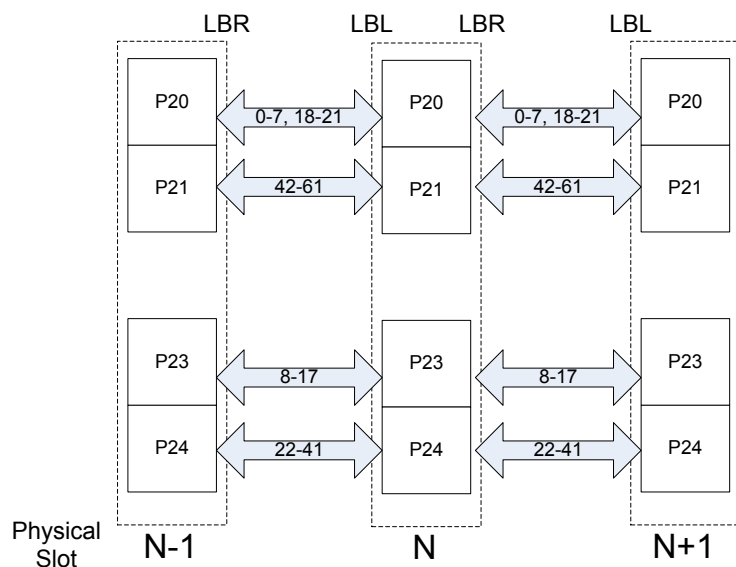 LBR LBL LBR LBL
P20 0-7, 18-21 P20 0-7, 18-21 P20
P21 42-61 P21 42-61 P21
P23 8-17 P23 8-17 P23
P24 22-41 P24 22-41 P24
Physical
Slot
N-1 N N+1